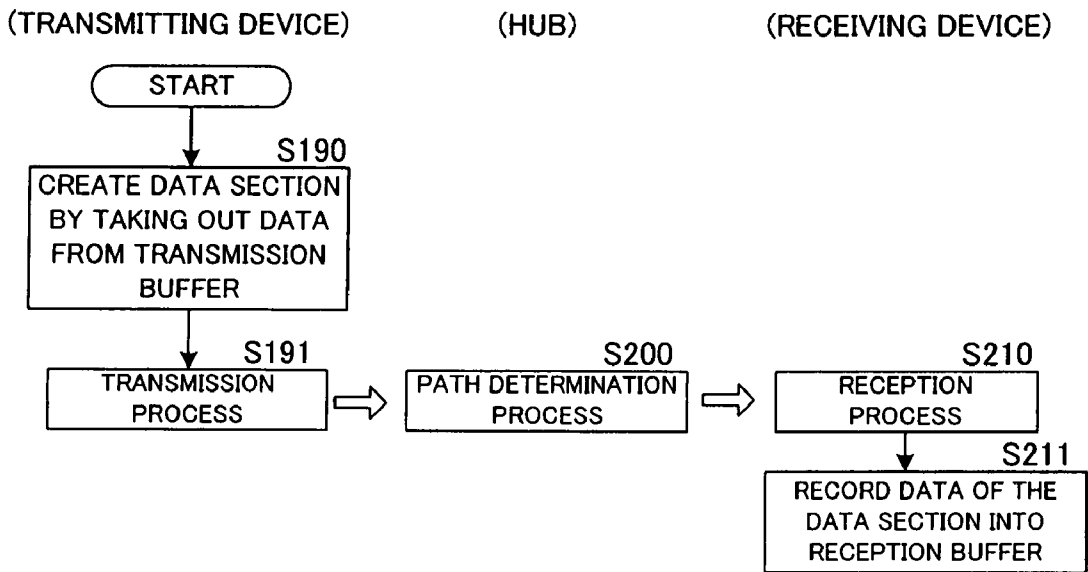 (TRANSMITTING DEVICE)
(HUB)
(RECEIVING DEVICE)
START
S190
CREATE DATA SECTION
BY TAKING OUT DATA
FROM TRANSMISSION
BUFFER
S191
TRANSMISSION
PROCESS
S200
PATH DETERMINATION
PROCESS
S210
RECEPTION
PROCESS
S211
RECORD DATA OF THE
DATA SECTION INTO
RECEPTION BUFFER